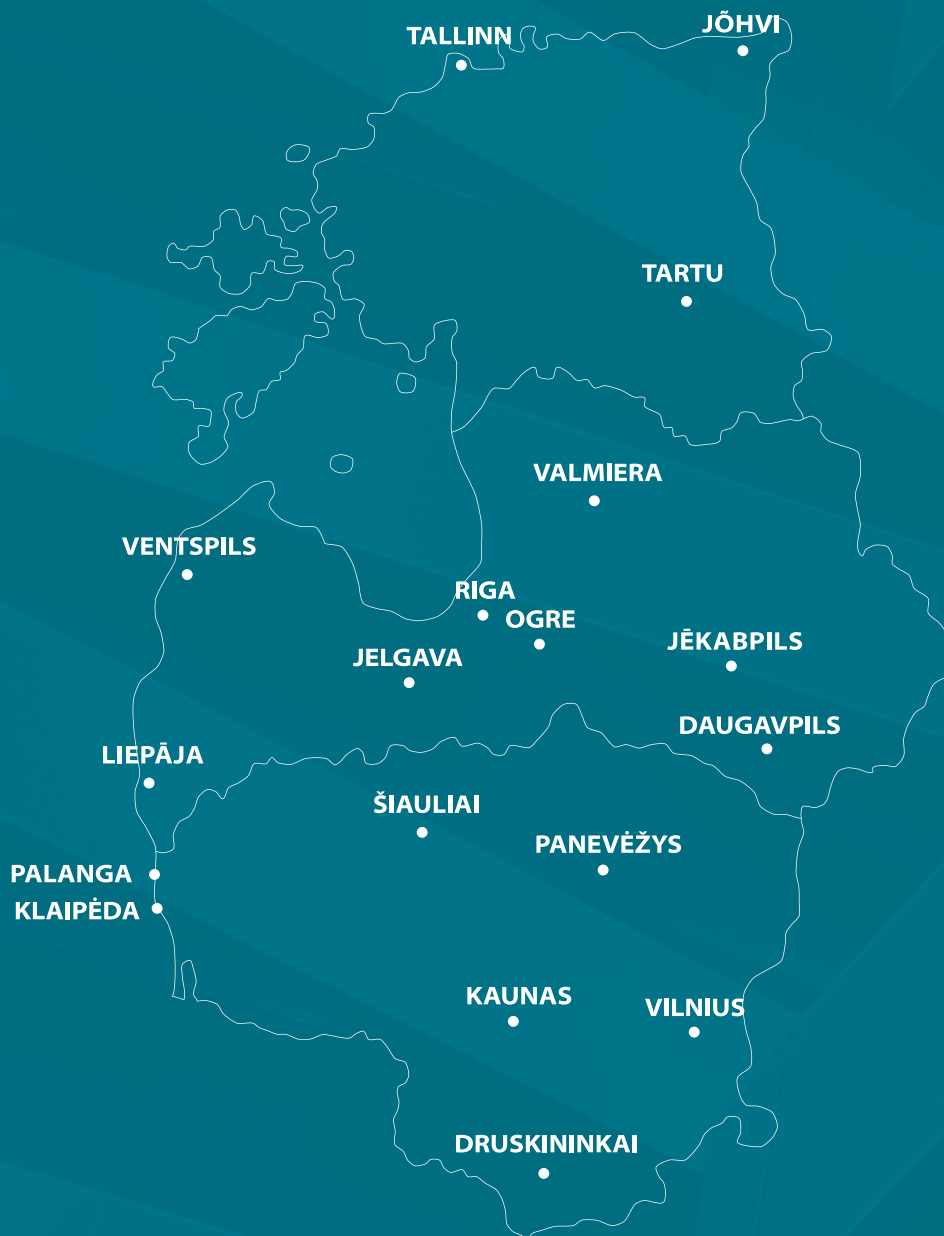 JÕHVI
TALLINN
TARTU
VALMIERA
VENTSPILS
RIGA
OGRE
JĒKABPILS
JELGAVA
DAUGAVPILS
LIEPĀJA
ŠIAULIAI
PANEVĖŽYS
PALANGA
KLAIPĖDA
KAUNAS
VILNIUS
DRUSKININKAI